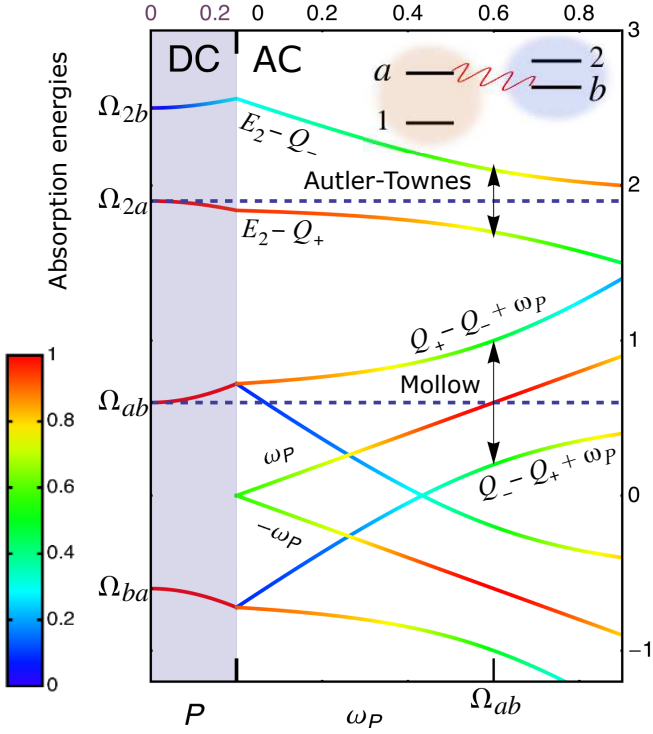 0 0.2 0 0.2 0.4 0.6 0.8
DC AC
a 2
b
1
3
Absorption energies
Ω2b
E2 − Q−
Autler-Townes
2
Ω2a
E2 − Q+
Q+ − Q− + ωP
1
1
Mollow
Ωab
0.8
ωP
Q− − Q+ + ωP
0.6
0
0.4
−ωP
0.2
Ωba
0
−1
P ωP Ωab